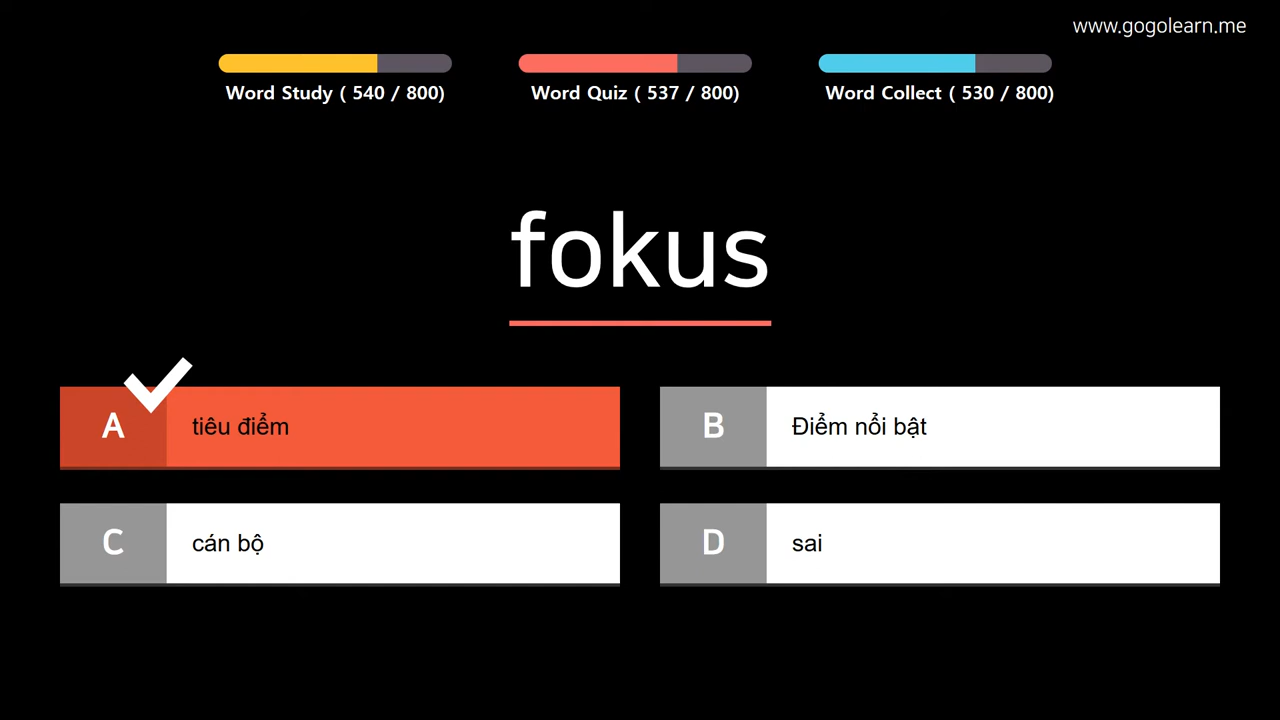 www.gogolearn.me
Word Study ( 540 / 800)
Word Quiz ( 537 / 800)
Word Collect ( 530 / 800)
fokus
A tiêu điểm
B Điểm nổi bật
C cán bộ
D sai